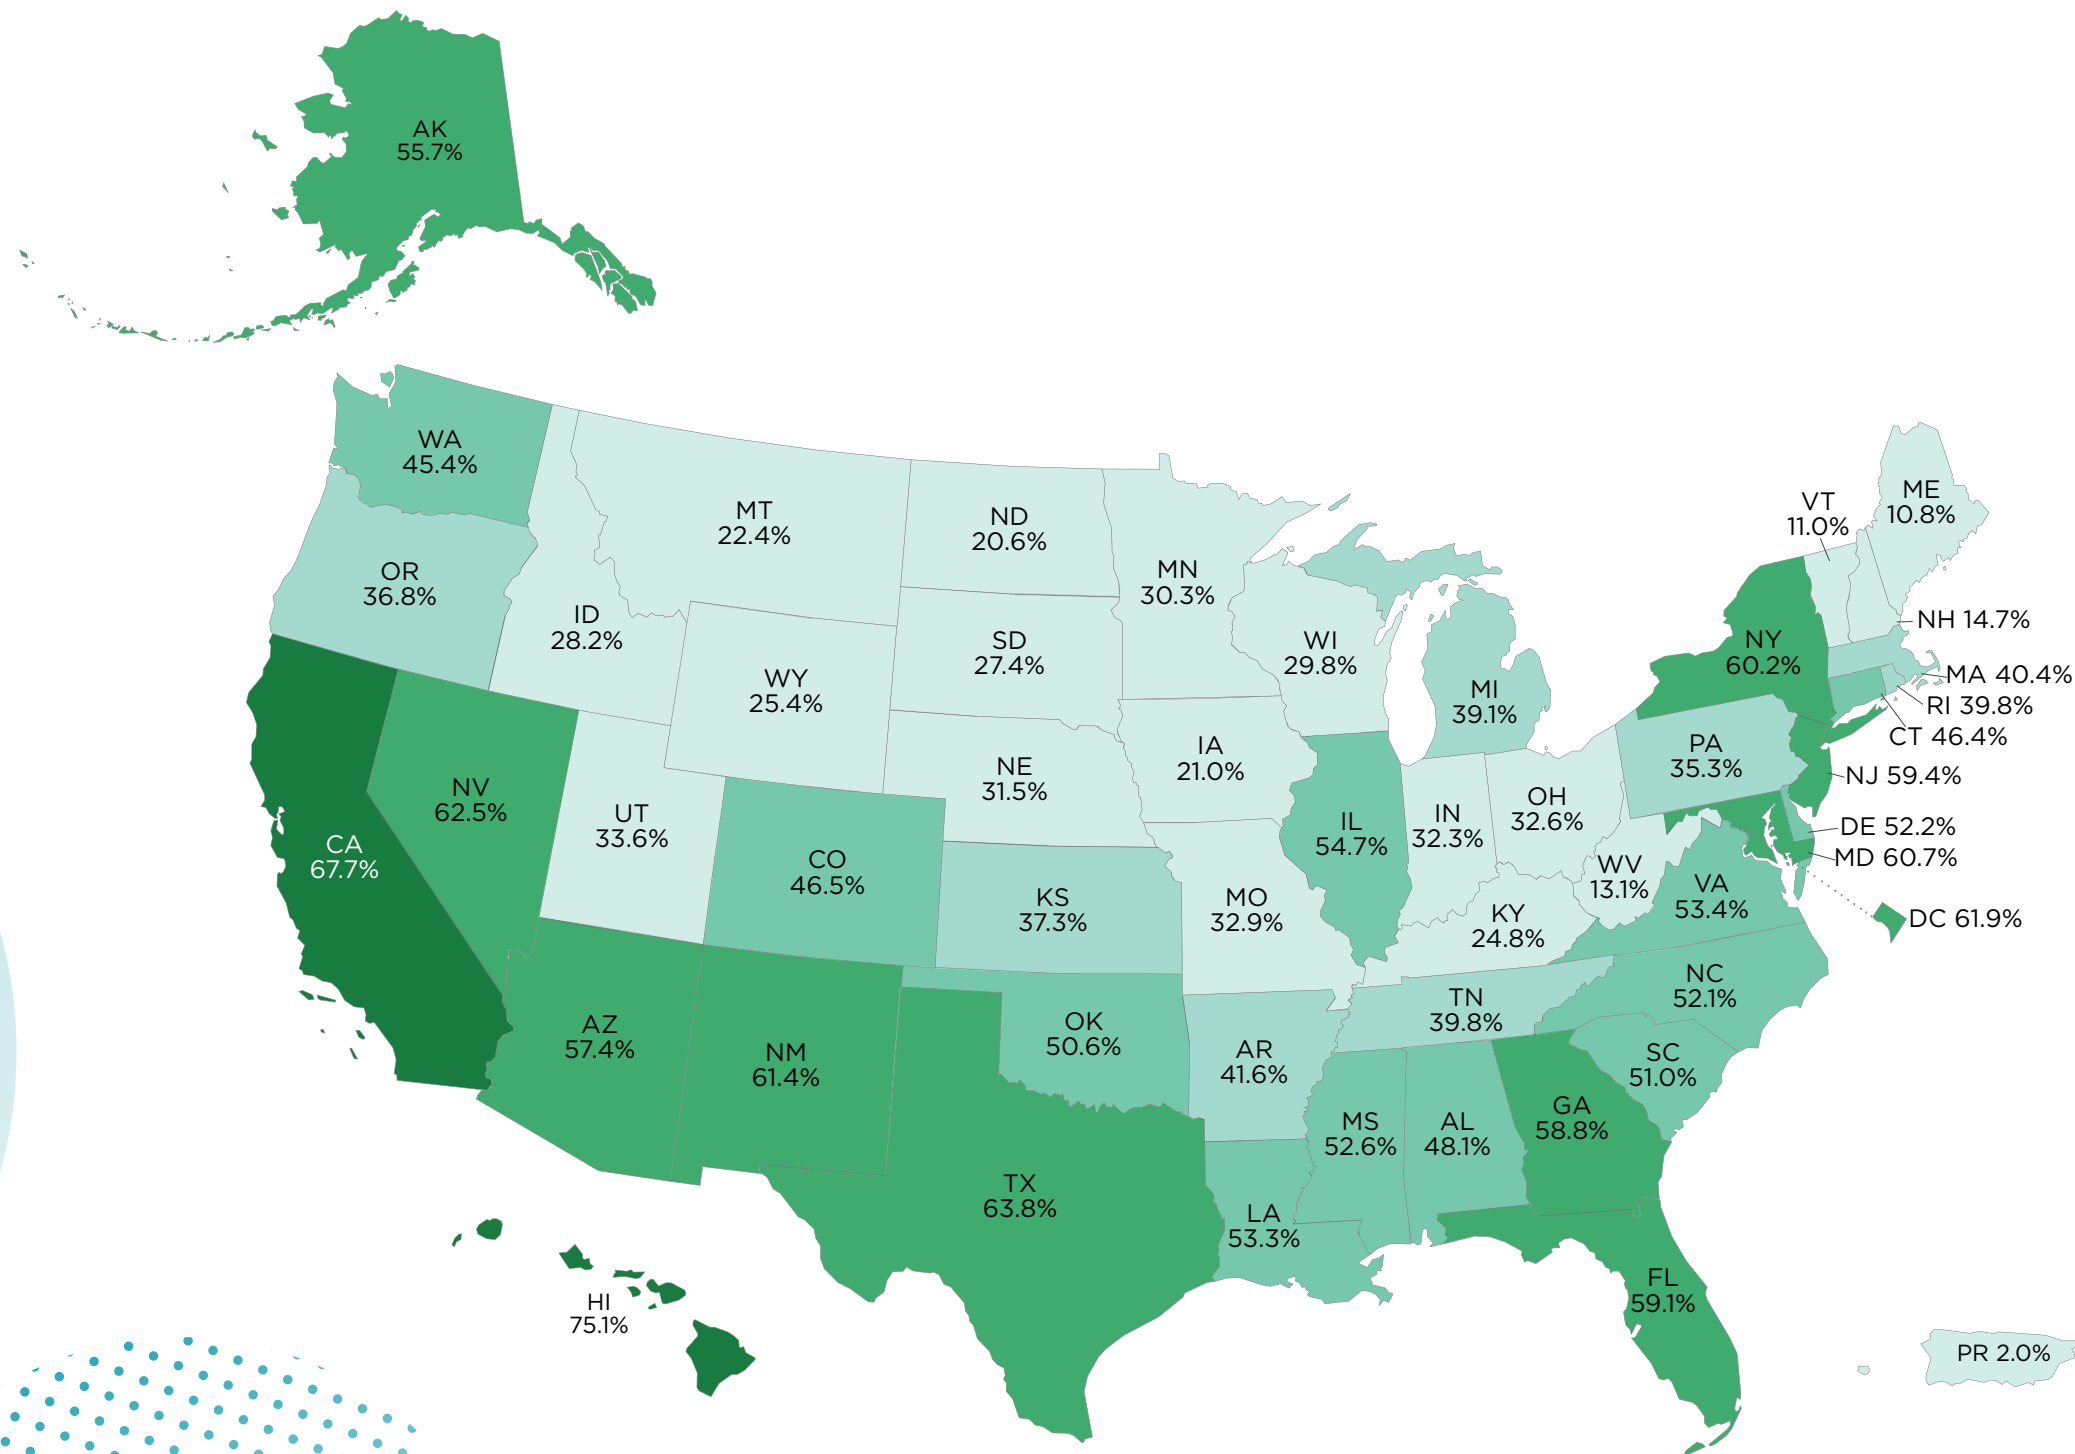 AK
55.7%
WA
45.4%
OR
36.8%
CA
67.7%
NV
62.5%
ID
28.2%
MT
22.4%
WY
25.4%
UT
33.6%
CO
46.5%
AZ
57.4%
NM
61.4%
ND
20.6%
SD
27.4%
NE
31.5%
KS
37.3%
OK
50.6%
TX
63.8%
MN
30.3%
IA
21.0%
MO
32.9%
AR
41.6%
LA
53.3%
WI
29.8%
IL
54.7%
MI
39.1%
IN
32.3%
OH
32.6%
KY
24.8%
TN
39.8%
MS
52.6%
AL
48.1%
GA
58.8%
FL
59.1%
SC
51.0%
NC
52.1%
VA
53.4%
WV
13.1%
PA
35.3%
NY
60.2%
VT
11.0%
ME
10.8%
NH 14.7%
MA 40.4%
RI 39.8%
CT 46.4%
NJ 59.4%
DE 52.2%
MD 60.7%
DC 61.9%
HI
75.1%
PR 2.0%